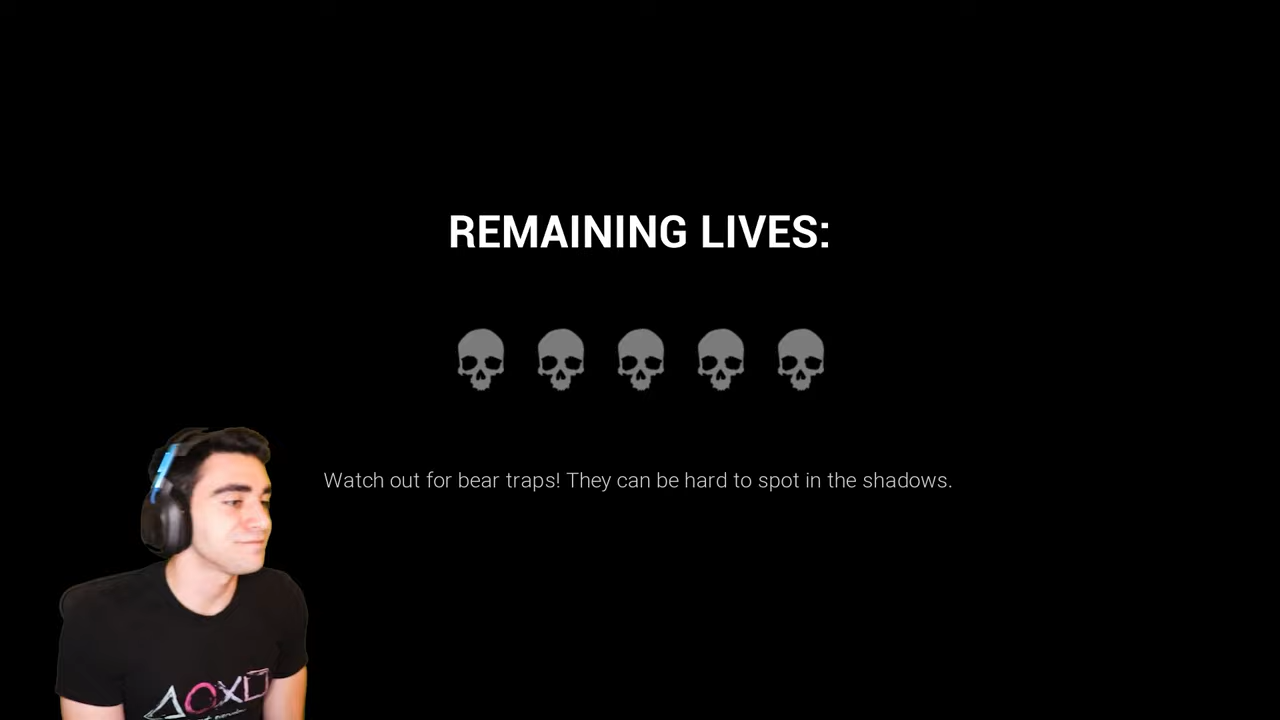 REMAINING LIVES:
Watch out for bear traps! They can be hard to spot in the shadows.